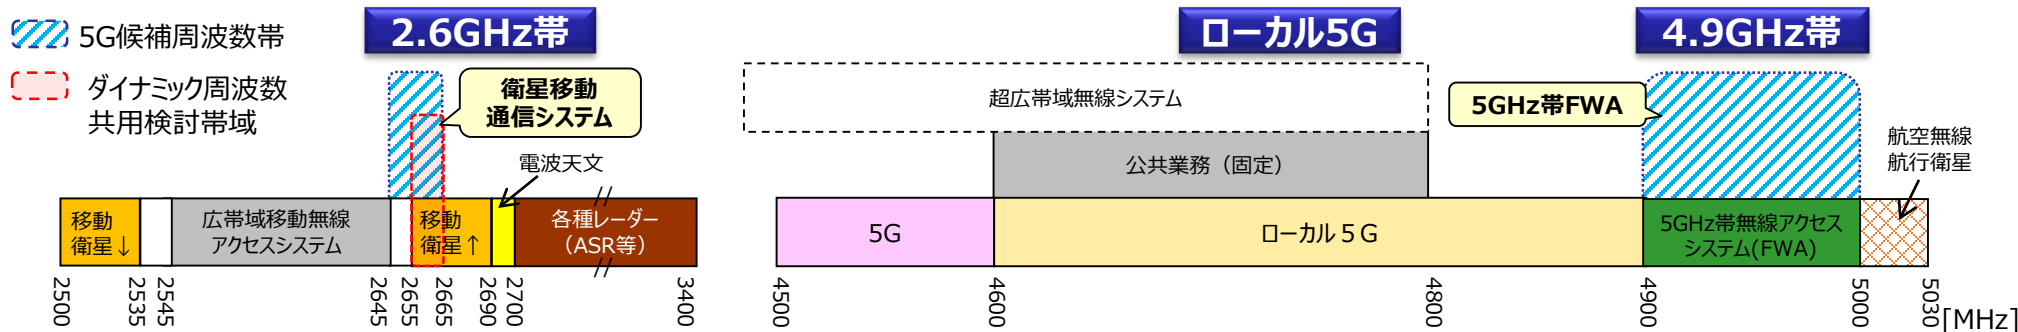 5G候補周波数帯
ダイナミック周波数
共用検討帯域
2.6GHz帯
衛星移動
通信システム
電波天文
移動
衛星↓
広帯域移動無線
アクセスシステム
移動
衛星↑
各種レーダー
（ASR等）
2500
2535
2545
2645
2655
2665
2690
2700
3400
ローカル5G
4.9GHz帯
超広帯域無線システム
5GHz帯FWA
公共業務（固定）
航空無線
航行衛星
5G
ローカル５G
5GHz帯無線アクセス
システム(FWA)
4500
4600
4800
4900
5000
5030
[MHz]